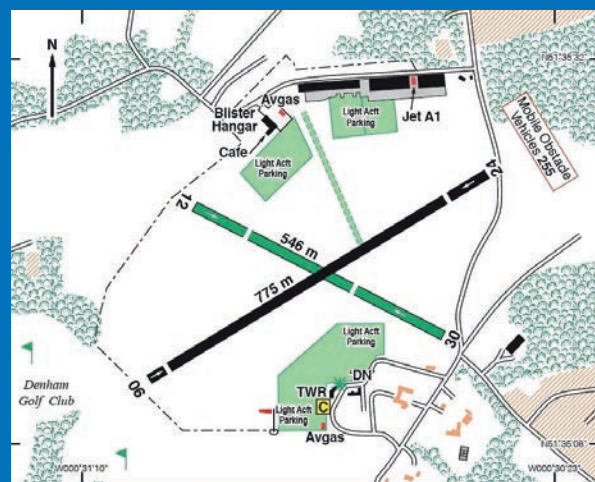 N
N51°35'32"
Avgas
Blister
Hangar
Cafe
Light Acft
Parking
Light Acft
Parking
Jet A1
Mobile Obstacle
Vehicles 255
24
12
546 m
775 m
30
06
Light Acft
Parking
'DN'
TWR
C
Light Acft
Parking
Avgas
Denham
Golf Club
N51°35'08"
W000°31'10"
W000°30'23"